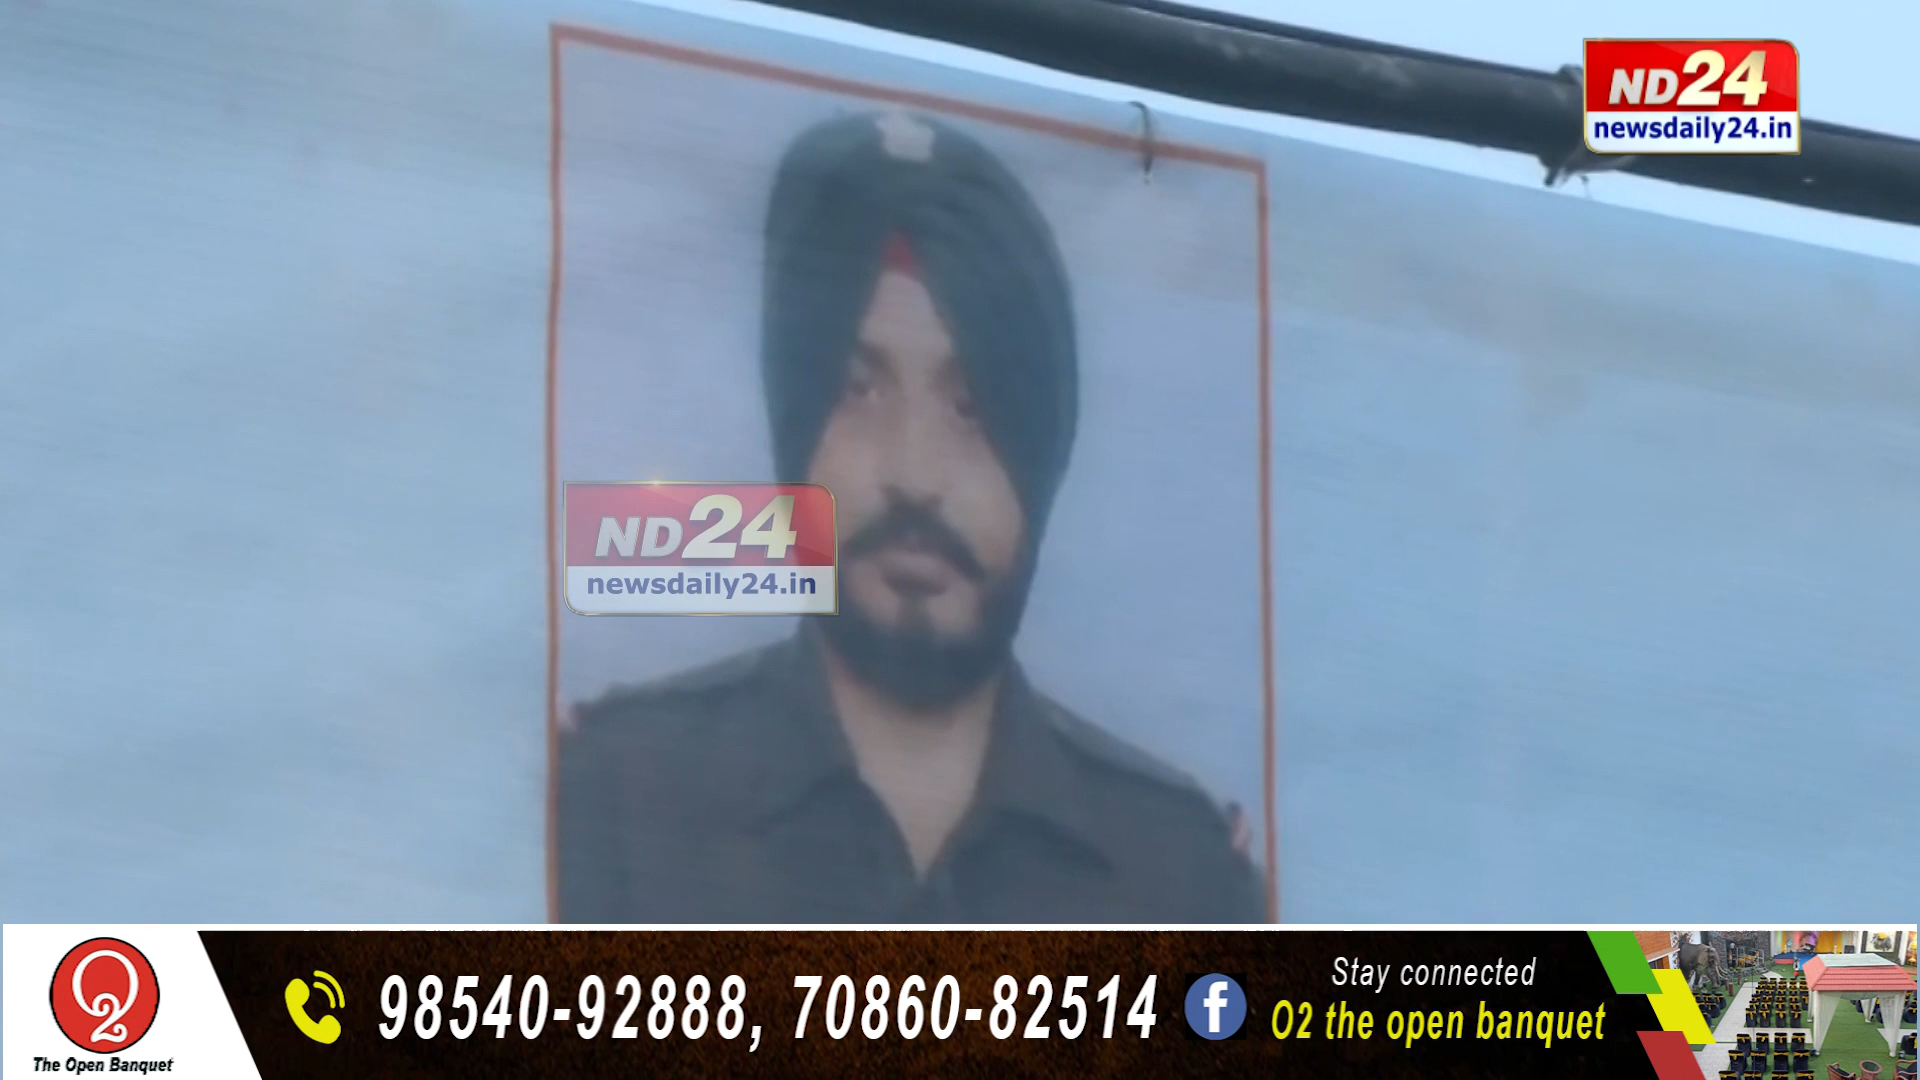 ND24
newsdaily24.in
ND24
newsdaily24.in
O2
The Open Banquet
98540-92888, 70860-82514
f
Stay connected
O2 the open banquet